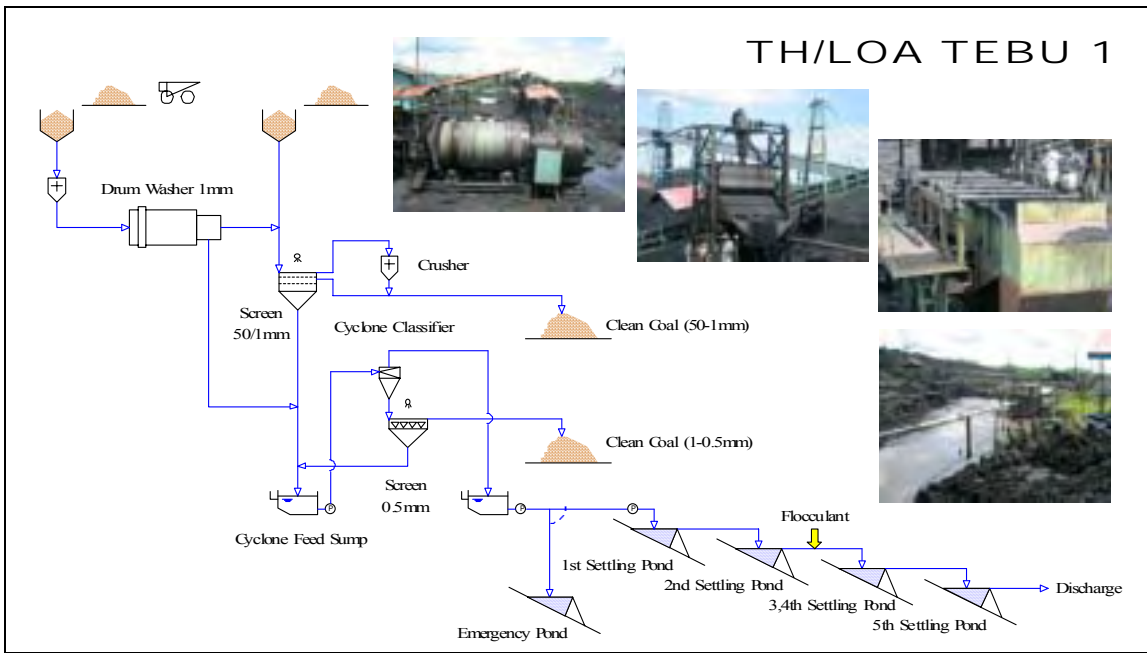 TH/LOA TEBU 1
Drum Washer 1mm
Crusher
Screen
50/1mm
Cyclone Classifier
Clean Coal (50-1mm)
Clean Coal (1-0.5mm)
Screen
0.5mm
P
Cyclone Feed Sump
P
P
Flocculant
1st Settling Pond
2nd Settling Pond
3,4th Settling Pond
5th Settling Pond
Discharge
Emergency Pond